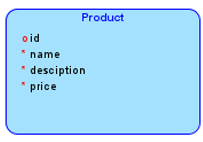 Product
o id
* name
* desciption
* price